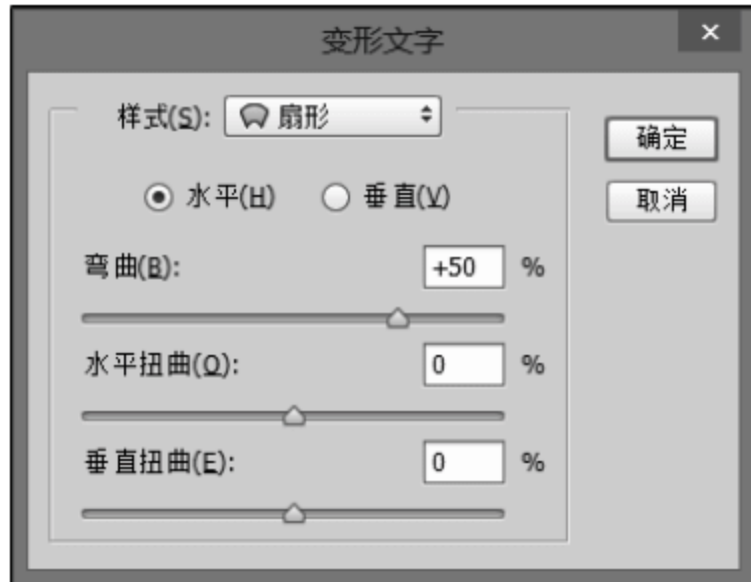 变形文字
×
样式(S): 扇形
确定
水平(H) 垂直(V)
取消
弯曲(B): +50 %
水平扭曲(O): 0 %
垂直扭曲(E): 0 %